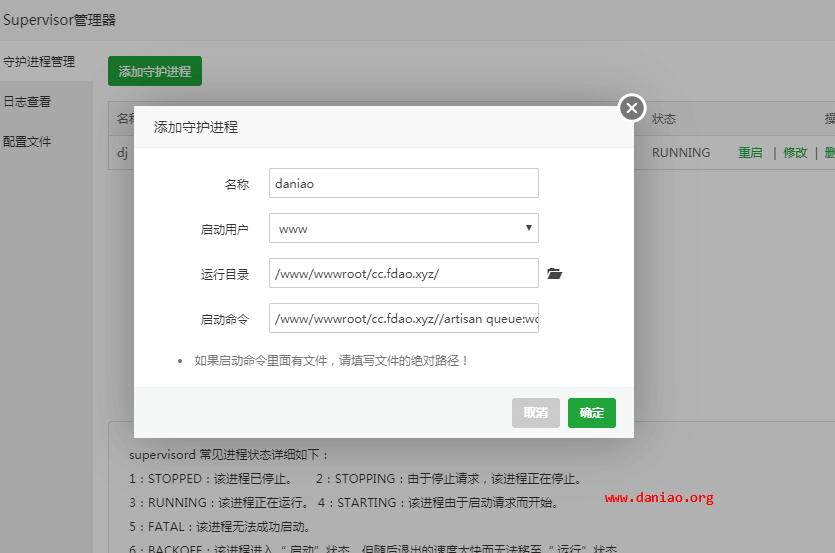 Supervisor管理器
守护进程管理
日志查看
配置文件
添加守护进程
状态
dj
RUNNING 重启 | 修改 |
添加守护进程
名称 daniao
启动用户 www
运行目录 /www/wwwroot/cc.fdao.xyz/
启动命令 /www/wwwroot/cc.fdao.xyz//artisan queue:wo
如果启动命令里面有文件，请填写文件的绝对路径！
取消 确定
supervisord 常见进程状态详细如下：
1：STOPPED：该进程已停止。 2：STOPPING：由于停止请求，该进程正在停止。
3：RUNNING：该进程正在运行。 4：STARTING：该进程由于启动请求而开始。
www.daniao.org
5：FATAL：该进程无法成功启动。
6：BACKOFF：该进程进入“ 启动”状态，但随后退出的速度太快而无法移至“ 运行”状态